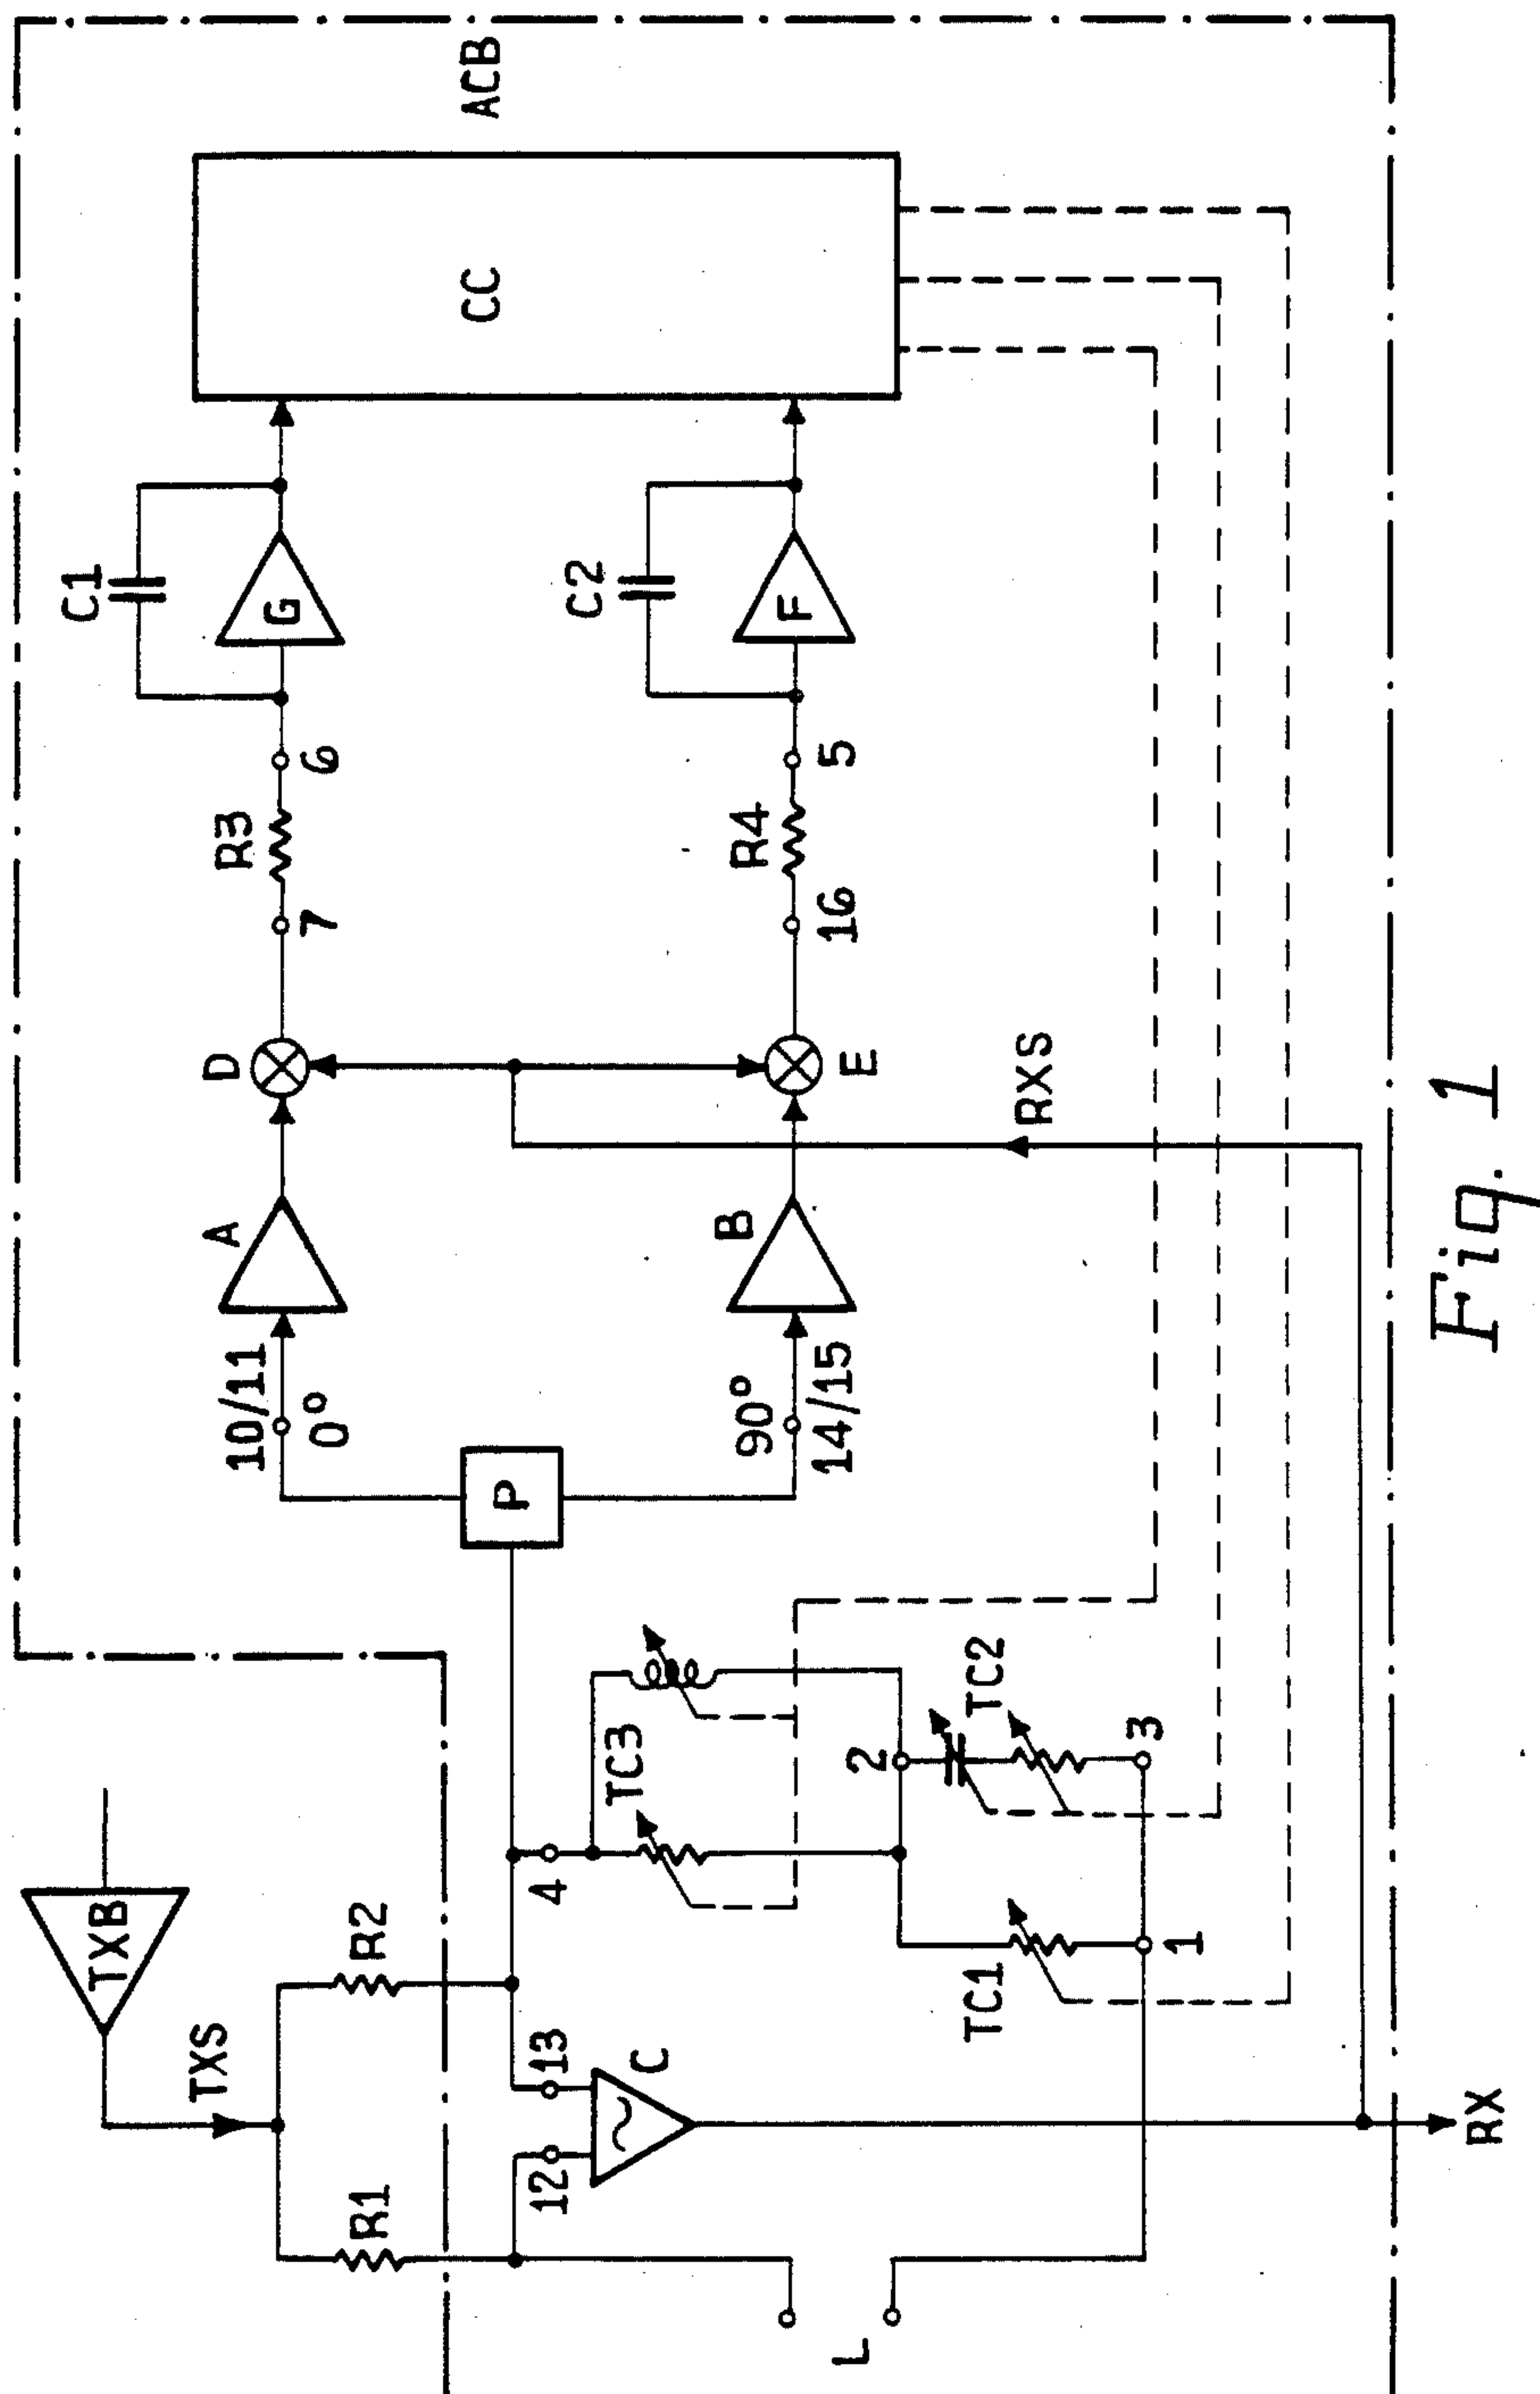 ACB
TXB
TXS
R1
R2
12
13
C
4
TC3
2
TC2
3
TC1
1
L
P
10/11
0°
90°
14/15
A
B
D
E
RXS
7
R3
6
16
R4
5
C1
G
C2
F
CC
RX
Fig. 1